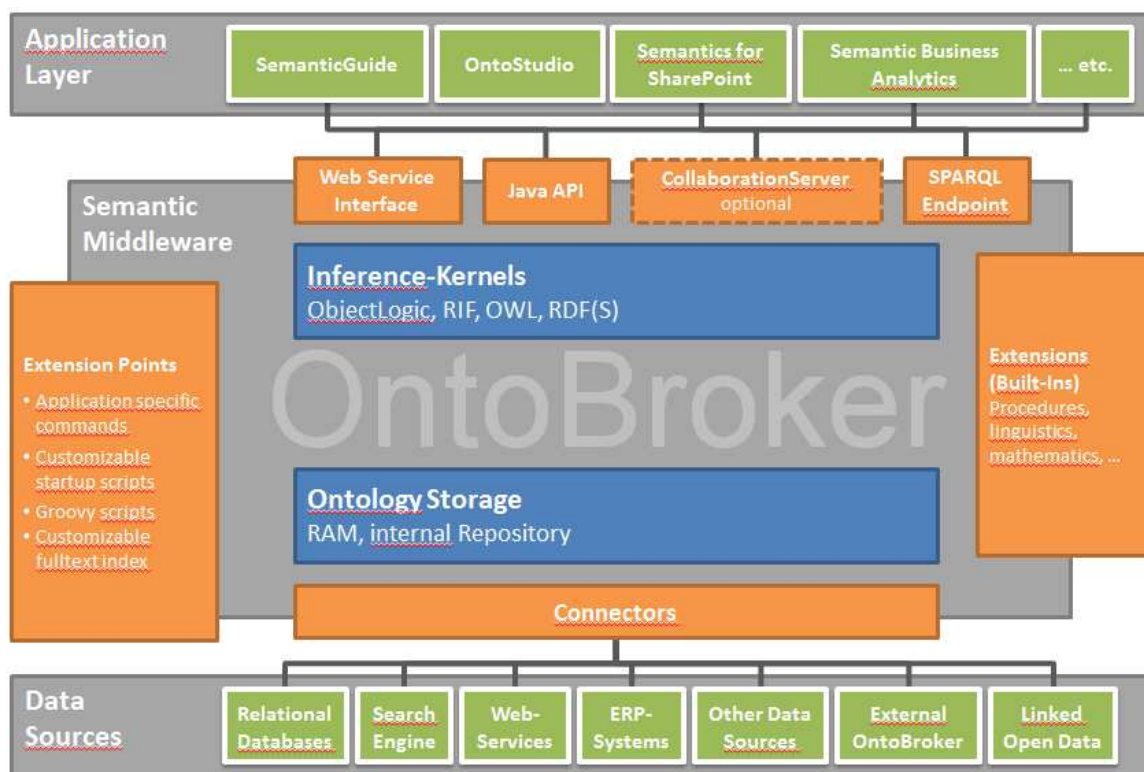 Application
Layer
SemanticGuide
OntoStudio
Semantics for
SharePoint
Semantic Business
Analytics
... etc.
Web Service
Interface
Java API
CollaborationServer
optional
SPARQL
Endpoint
Semantic
Middleware
Inference-Kernels
ObjectLogic, RIF, OWL, RDF(S)
Extension Points
• Application specific
commands
• Customizable
startup scripts
• Groovy scripts
• Customizable
fulltext index
OntoBroker
Extensions
(Built-Ins)
Procedures,
linguistics,
mathematics, ...
Ontology Storage
RAM, internal Repository
Connectors
Data
Sources
Relational
Databases
Search
Engine
Web-
Services
ERP-
Systems
Other Data
Sources
External
OntoBroker
Linked
Open Data